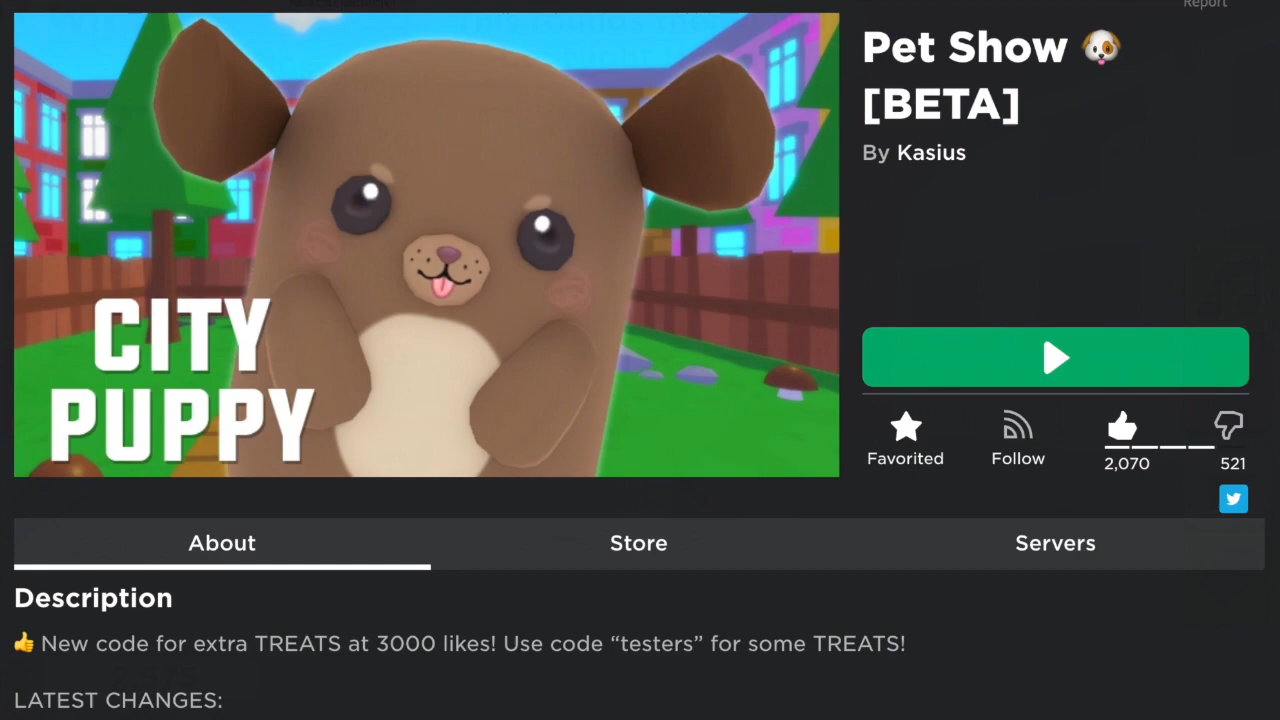 Report
Pet Show 🐶
[BETA]
By Kasius
CITY
PUPPY
Favorited
Follow
2,070
521
About
Store
Servers
Description
👍 New code for extra TREATS at 3000 likes! Use code “testers” for some TREATS!
LATEST CHANGES: